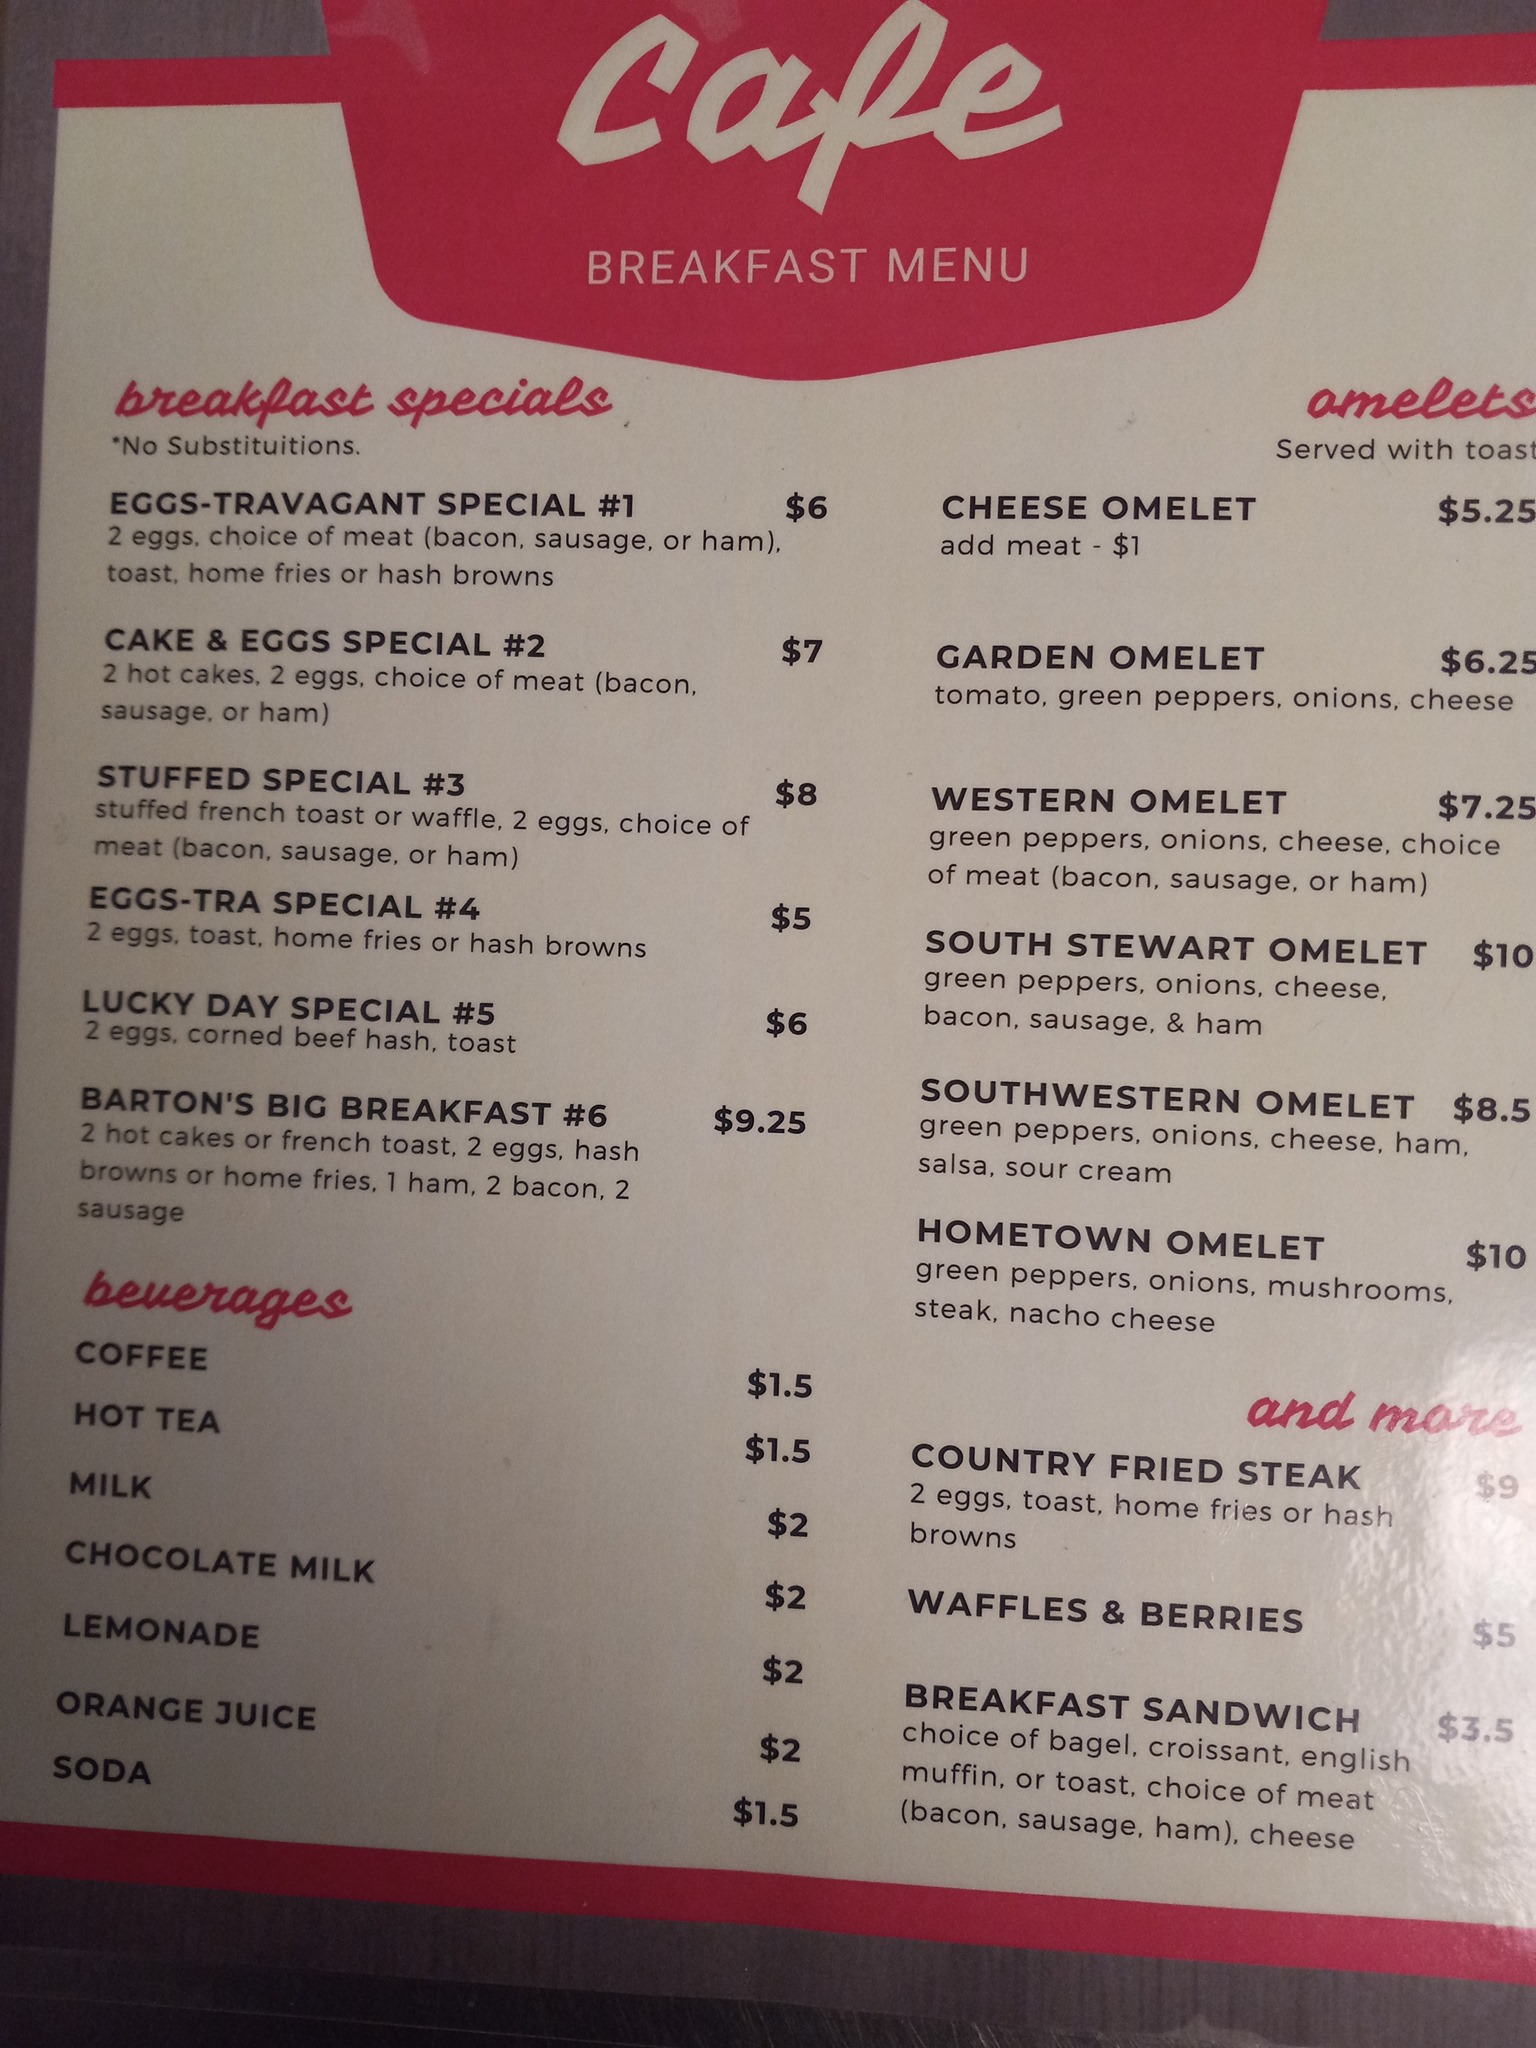 Cafe
BREAKFAST MENU
breakfast specials
*No Substituitions.
EGGS-TRAVAGANT SPECIAL #1 $6
2 eggs, choice of meat (bacon, sausage, or ham),
toast, home fries or hash browns
CAKE & EGGS SPECIAL #2 $7
2 hot cakes, 2 eggs, choice of meat (bacon,
sausage, or ham)
STUFFED SPECIAL #3 $8
stuffed french toast or waffle, 2 eggs, choice of
meat (bacon, sausage, or ham)
EGGS-TRA SPECIAL #4 $5
2 eggs, toast, home fries or hash browns
LUCKY DAY SPECIAL #5 $6
2 eggs, corned beef hash, toast
BARTON'S BIG BREAKFAST #6 $9.25
2 hot cakes or french toast, 2 eggs, hash
browns or home fries, 1 ham, 2 bacon, 2
sausage
beverages
COFFEE $1.5
HOT TEA $1.5
MILK $2
CHOCOLATE MILK $2
LEMONADE $2
ORANGE JUICE $2
SODA $1.5
omelets
Served with toast
CHEESE OMELET $5.25
add meat - $1
GARDEN OMELET $6.25
tomato, green peppers, onions, cheese
WESTERN OMELET $7.25
green peppers, onions, cheese, choice
of meat (bacon, sausage, or ham)
SOUTH STEWART OMELET $10
green peppers, onions, cheese,
bacon, sausage, & ham
SOUTHWESTERN OMELET $8.5
green peppers, onions, cheese, ham,
salsa, sour cream
HOMETOWN OMELET $10
green peppers, onions, mushrooms,
steak, nacho cheese
and more
COUNTRY FRIED STEAK $9
2 eggs, toast, home fries or hash
browns
WAFFLES & BERRIES $5
BREAKFAST SANDWICH $3.5
choice of bagel, croissant, english
muffin, or toast, choice of meat
(bacon, sausage, ham), cheese